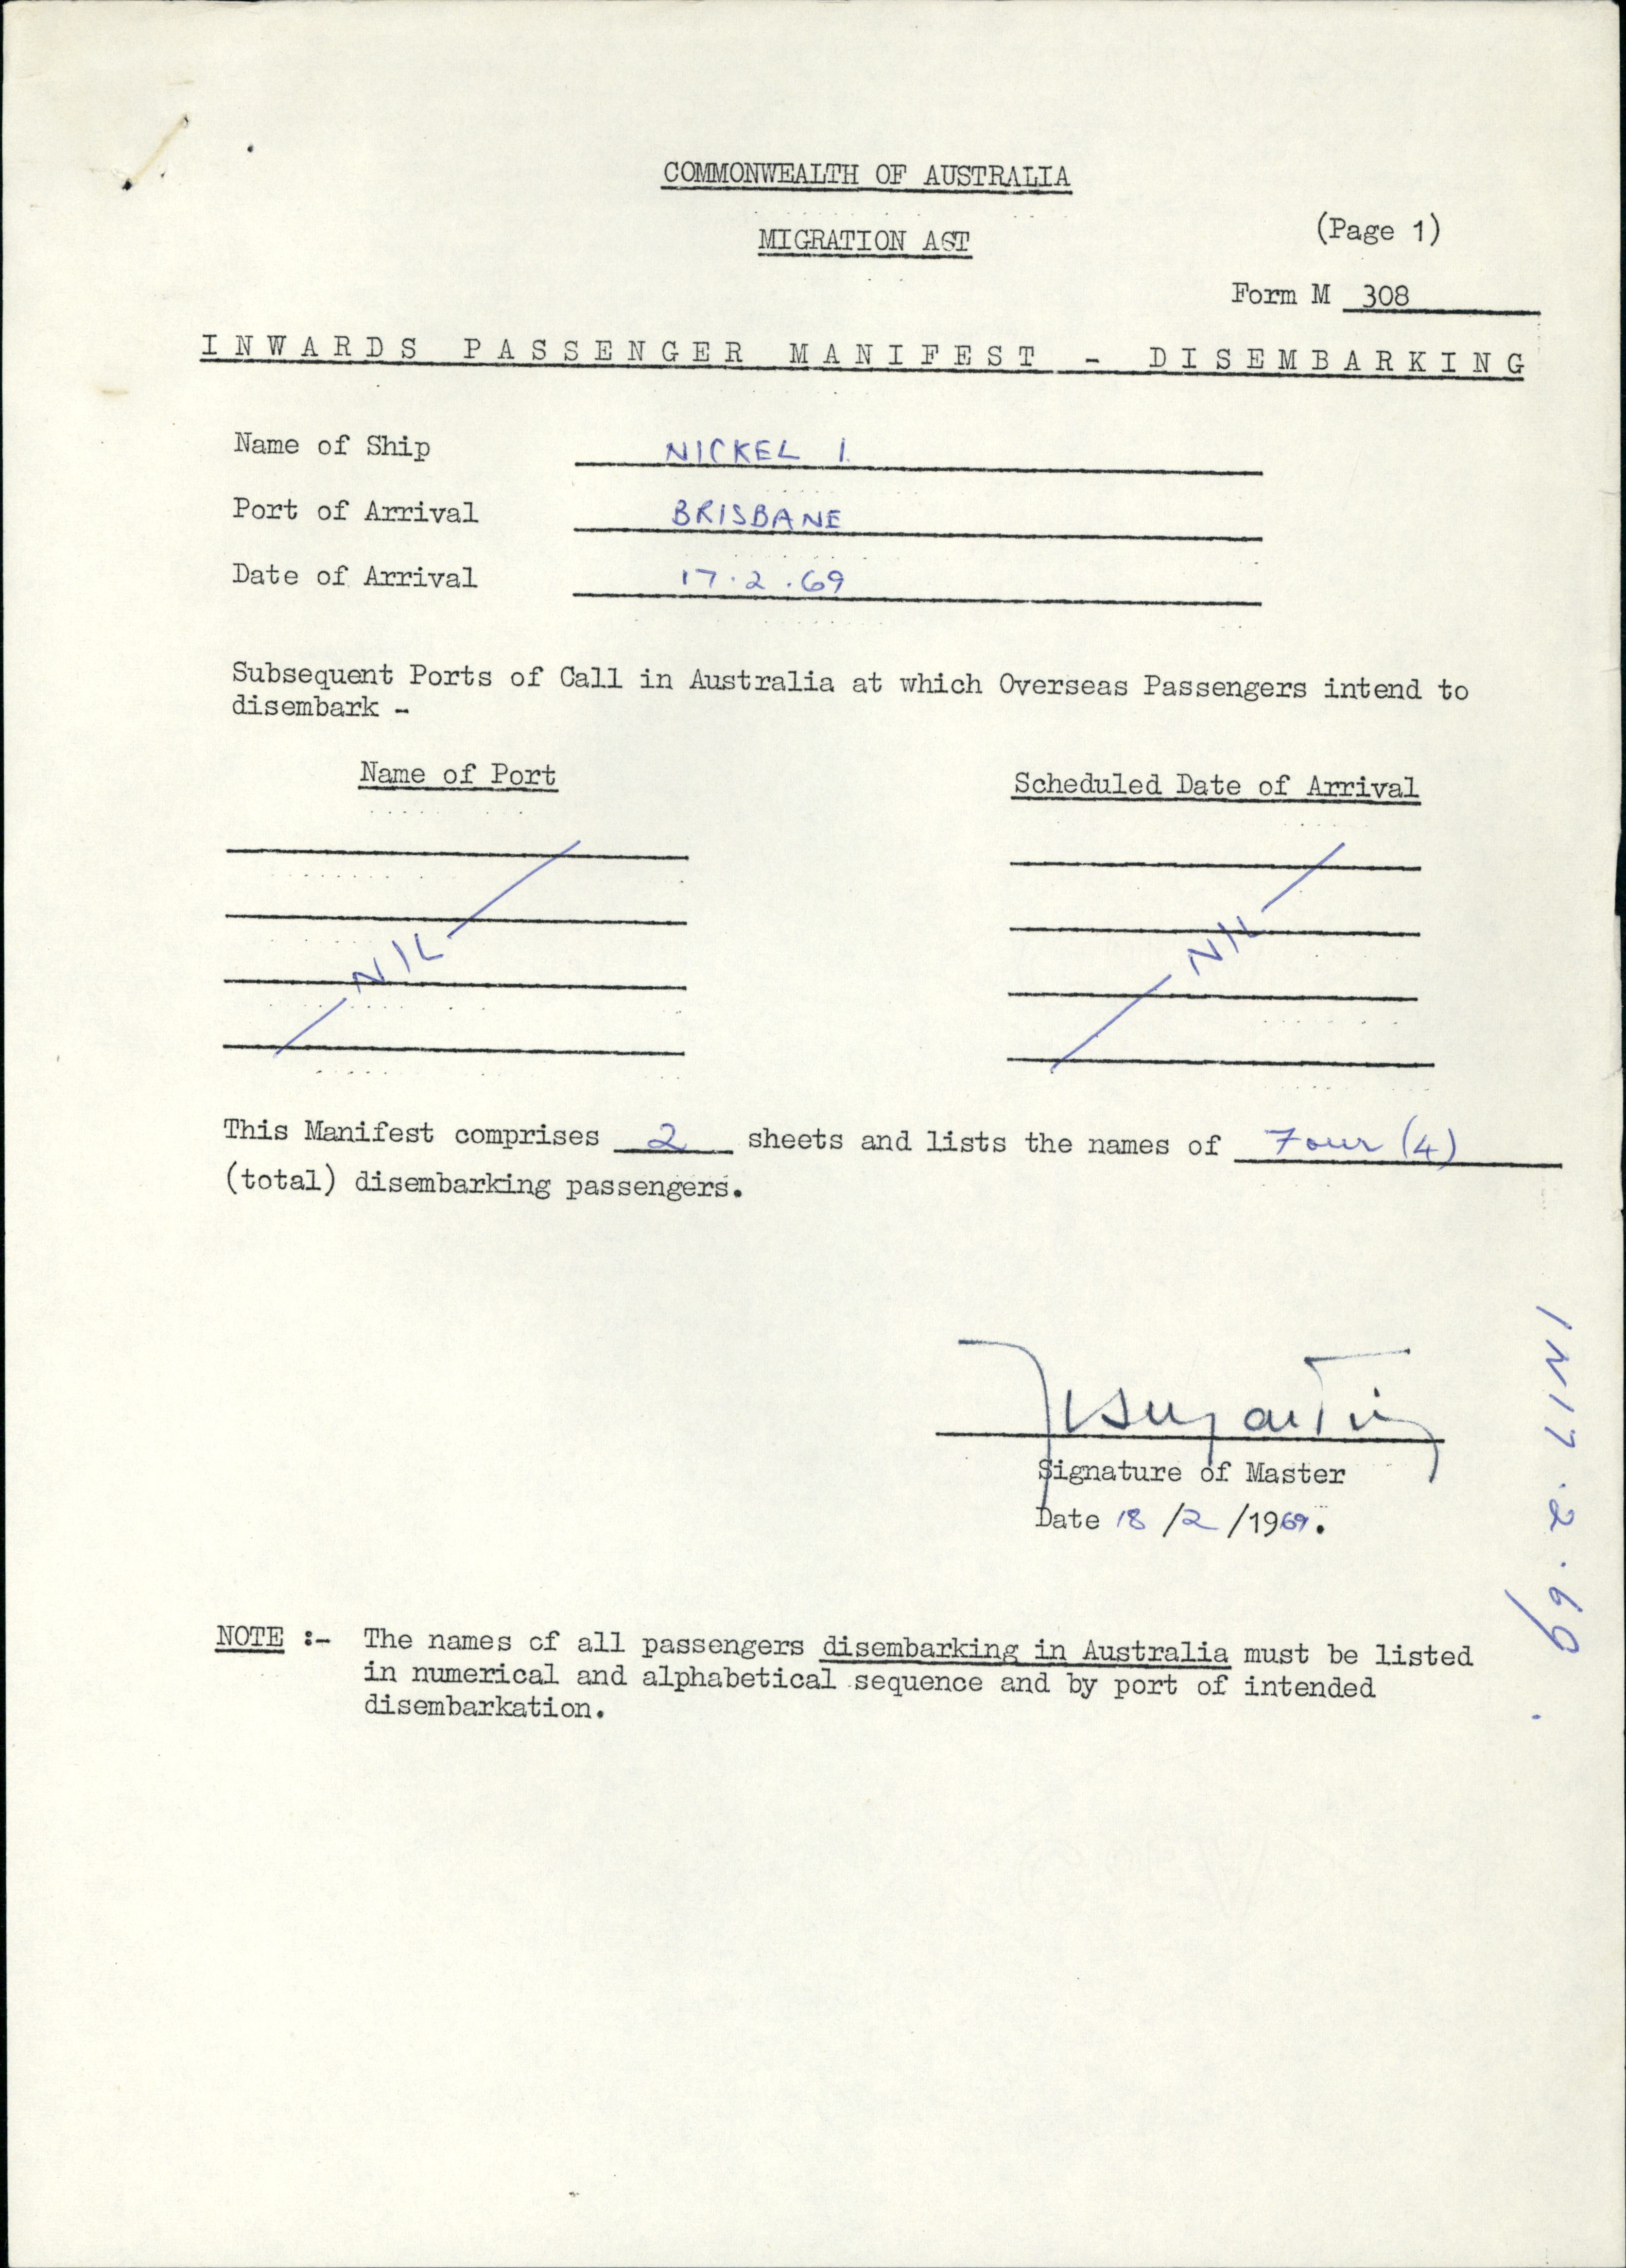 COMMONWEALTH OF AUSTRALIA
MIGRATION ACT
(Page 1)
Form M 308
INWARDS PASSENGER MANIFEST - DISEMBARKING
Name of Ship NICKEL I
Port of Arrival BRISBANE
Date of Arrival 17.2.69
Subsequent Ports of Call in Australia at which Overseas Passengers intend to
disembark -
Name of Port Scheduled Date of Arrival
NIL NIL
This Manifest comprises 2 sheets and lists the names of Four (4)
(total) disembarking passengers.
Signature of Master
Date 18/2/1969.
IN 17.2.69
NOTE :- The names of all passengers disembarking in Australia must be listed
in numerical and alphabetical sequence and by port of intended
disembarkation.